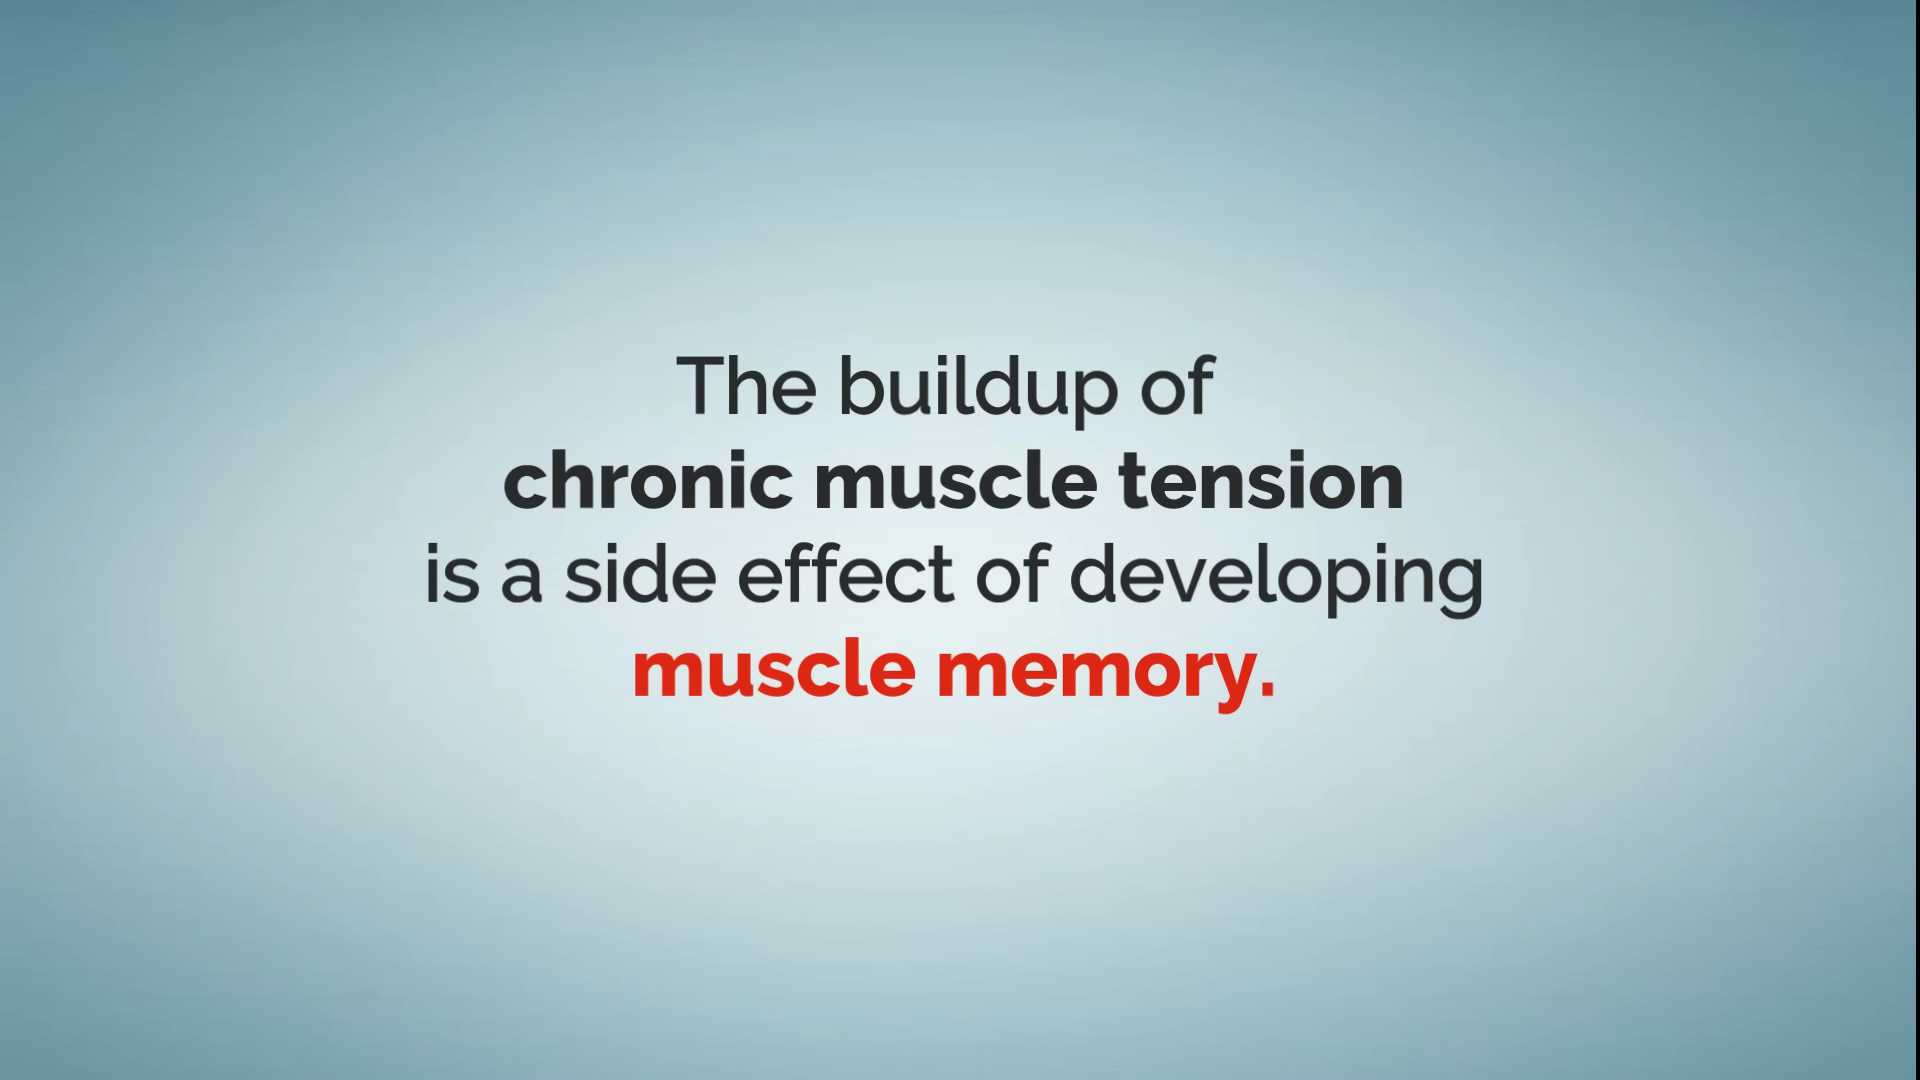 The buildup of
chronic muscle tension
is a side effect of developing
muscle memory.